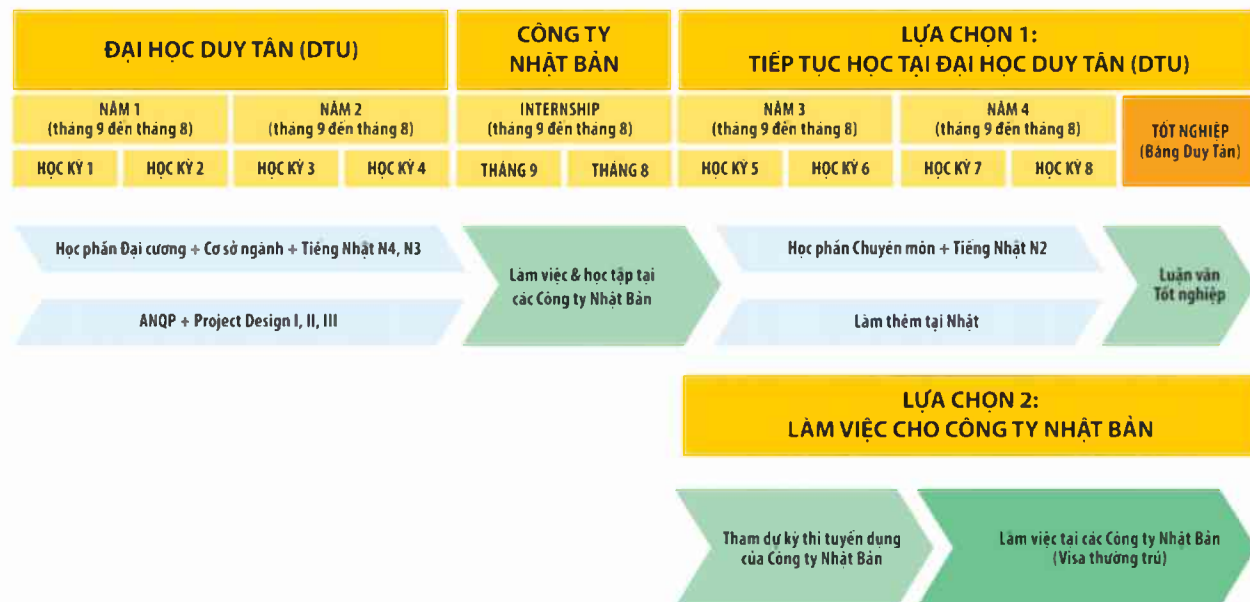 ĐẠI HỌC DUY TÂN (DTU)
CÔNG TY
NHẬT BẢN
LỰA CHỌN 1:
TIẾP TỤC HỌC TẠI ĐẠI HỌC DUY TÂN (DTU)
NĂM 1
(tháng 9 đến tháng 8)
NĂM 2
(tháng 9 đến tháng 8)
INTERNSHIP
(tháng 9 đến tháng 8)
NĂM 3
(tháng 9 đến tháng 8)
NĂM 4
(tháng 9 đến tháng 8)
TỐT NGHIỆP
(Bằng Duy Tân)
HỌC KỲ 1
HỌC KỲ 2
HỌC KỲ 3
HỌC KỲ 4
THÁNG 9
THÁNG 8
HỌC KỲ 5
HỌC KỲ 6
HỌC KỲ 7
HỌC KỲ 8
Học phần Đại cương + Cơ sở ngành + Tiếng Nhật N4, N3
ANQP + Project Design I, II, III
Làm việc & học tập tại
các Công ty Nhật Bản
Học phần Chuyên môn + Tiếng Nhật N2
Làm thêm tại Nhật
Luận văn
Tốt nghiệp
LỰA CHỌN 2:
LÀM VIỆC CHO CÔNG TY NHẬT BẢN
Tham dự kỳ thi tuyển dụng
của Công ty Nhật Bản
Làm việc tại các Công ty Nhật Bản
(Visa thường trú)